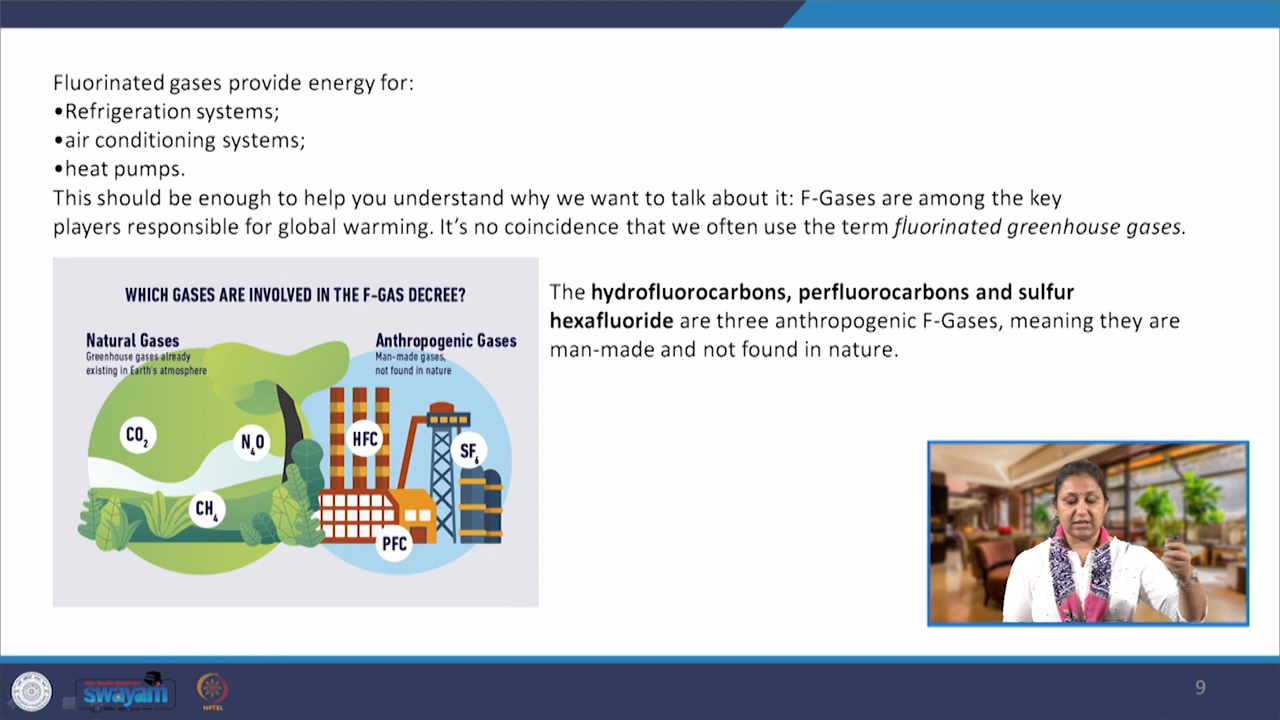 Fluorinated gases provide energy for:
•Refrigeration systems;
•air conditioning systems;
•heat pumps.
This should be enough to help you understand why we want to talk about it: F-Gases are among the key
players responsible for global warming. It's no coincidence that we often use the term fluorinated greenhouse gases.
WHICH GASES ARE INVOLVED IN THE F-GAS DECREE?
Natural Gases
Greenhouse gases already
existing in Earth's atmosphere
Anthropogenic Gases
Man-made gases,
not found in nature
CO2
N4O
CH4
HFC
SF6
PFC
The hydrofluorocarbons, perfluorocarbons and sulfur
hexafluoride are three anthropogenic F-Gases, meaning they are
man-made and not found in nature.
swayam
NPTEL
9